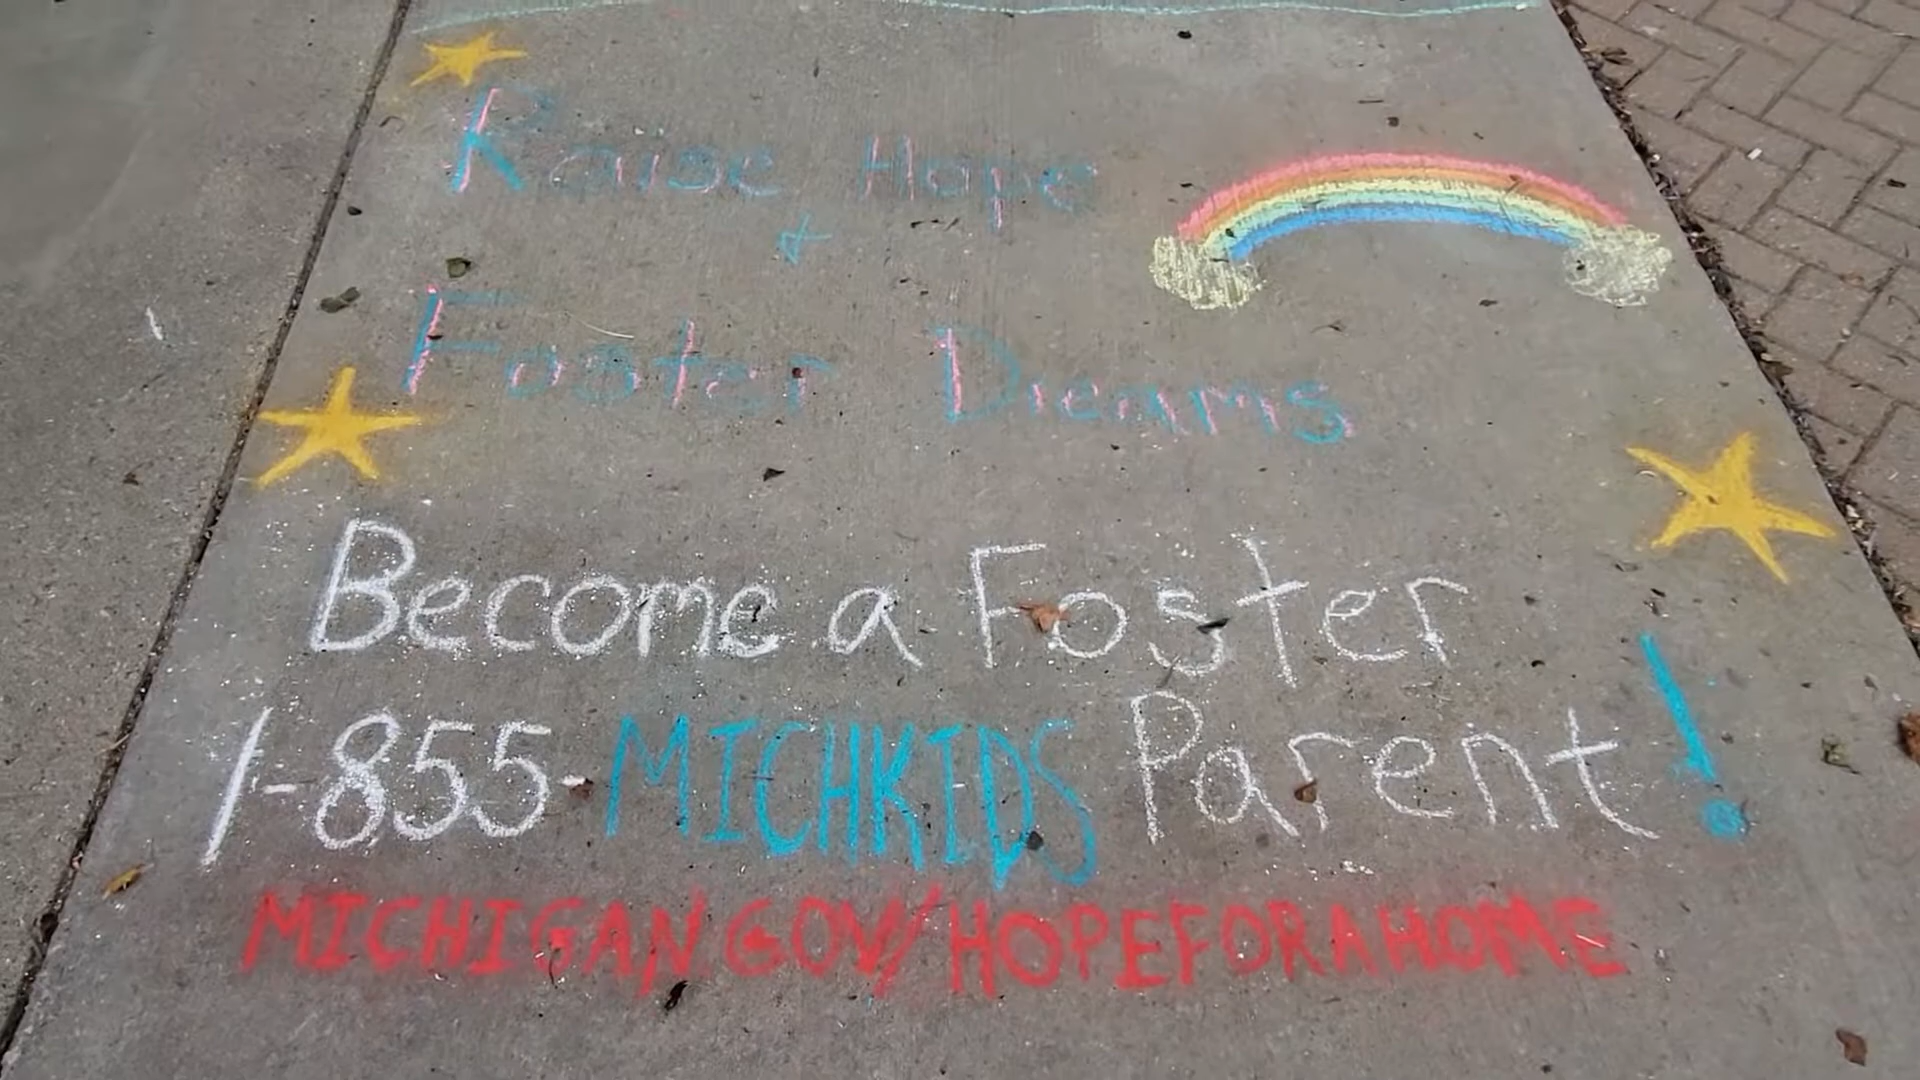 Raise Hope
&
Foster Dreams
Become a Foster
1-855-MICHKIDS Parent!
MICHIGAN.GOV/HOPEFORAHOME